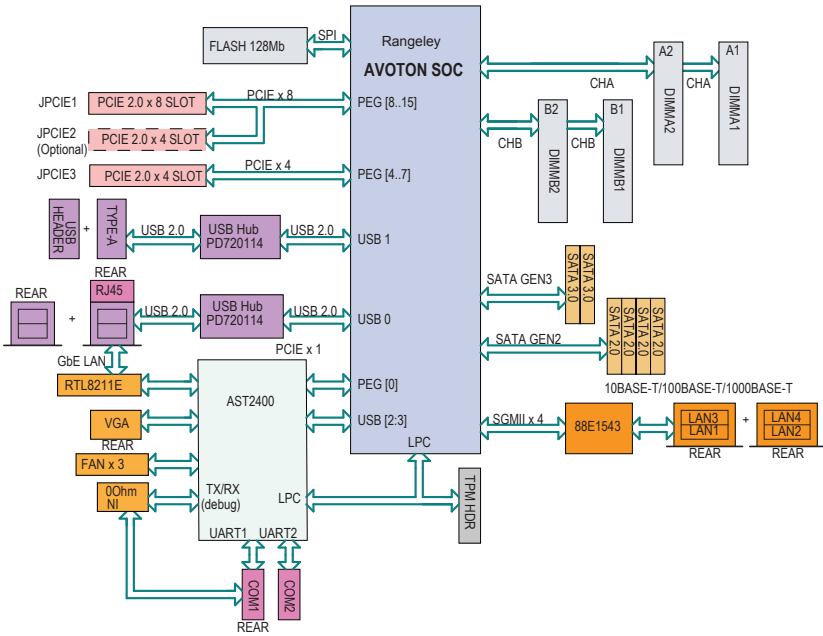 Rangeley
AVOTON SOC
FLASH 128Mb
SPI
JPCIE1
PCIE 2.0 x 8 SLOT
PCIE x 8
PEG [8..15]
JPCIE2
(Optional)
PCIE 2.0 x 4 SLOT
JPCIE3
PCIE 2.0 x 4 SLOT
PCIE x 4
PEG [4..7]
CHA
A2
DIMMA2
CHA
A1
DIMMA1
CHB
B2
DIMMB2
CHB
B1
DIMMB1
USB
HEADER
+
TYPE-A
USB 2.0
USB Hub
PD720114
USB 2.0
USB 1
REAR
+
REAR
RJ45
USB 2.0
USB Hub
PD720114
USB 2.0
USB 0
SATA GEN3
SATA 3.0
SATA 3.0
SATA GEN2
SATA 2.0
SATA 2.0
SATA 2.0
SATA 2.0
GbE LAN
PCIE x 1
RTL8211E
AST2400
PEG [0]
VGA
REAR
USB [2:3]
FAN x 3
0Ohm
NI
TX/RX
(debug)
LPC
LPC
TPM HDR
10BASE-T/100BASE-T/1000BASE-T
SGMII x 4
88E1543
LAN3
LAN1
REAR
+
LAN4
LAN2
REAR
UART1
UART2
COM1
REAR
COM2